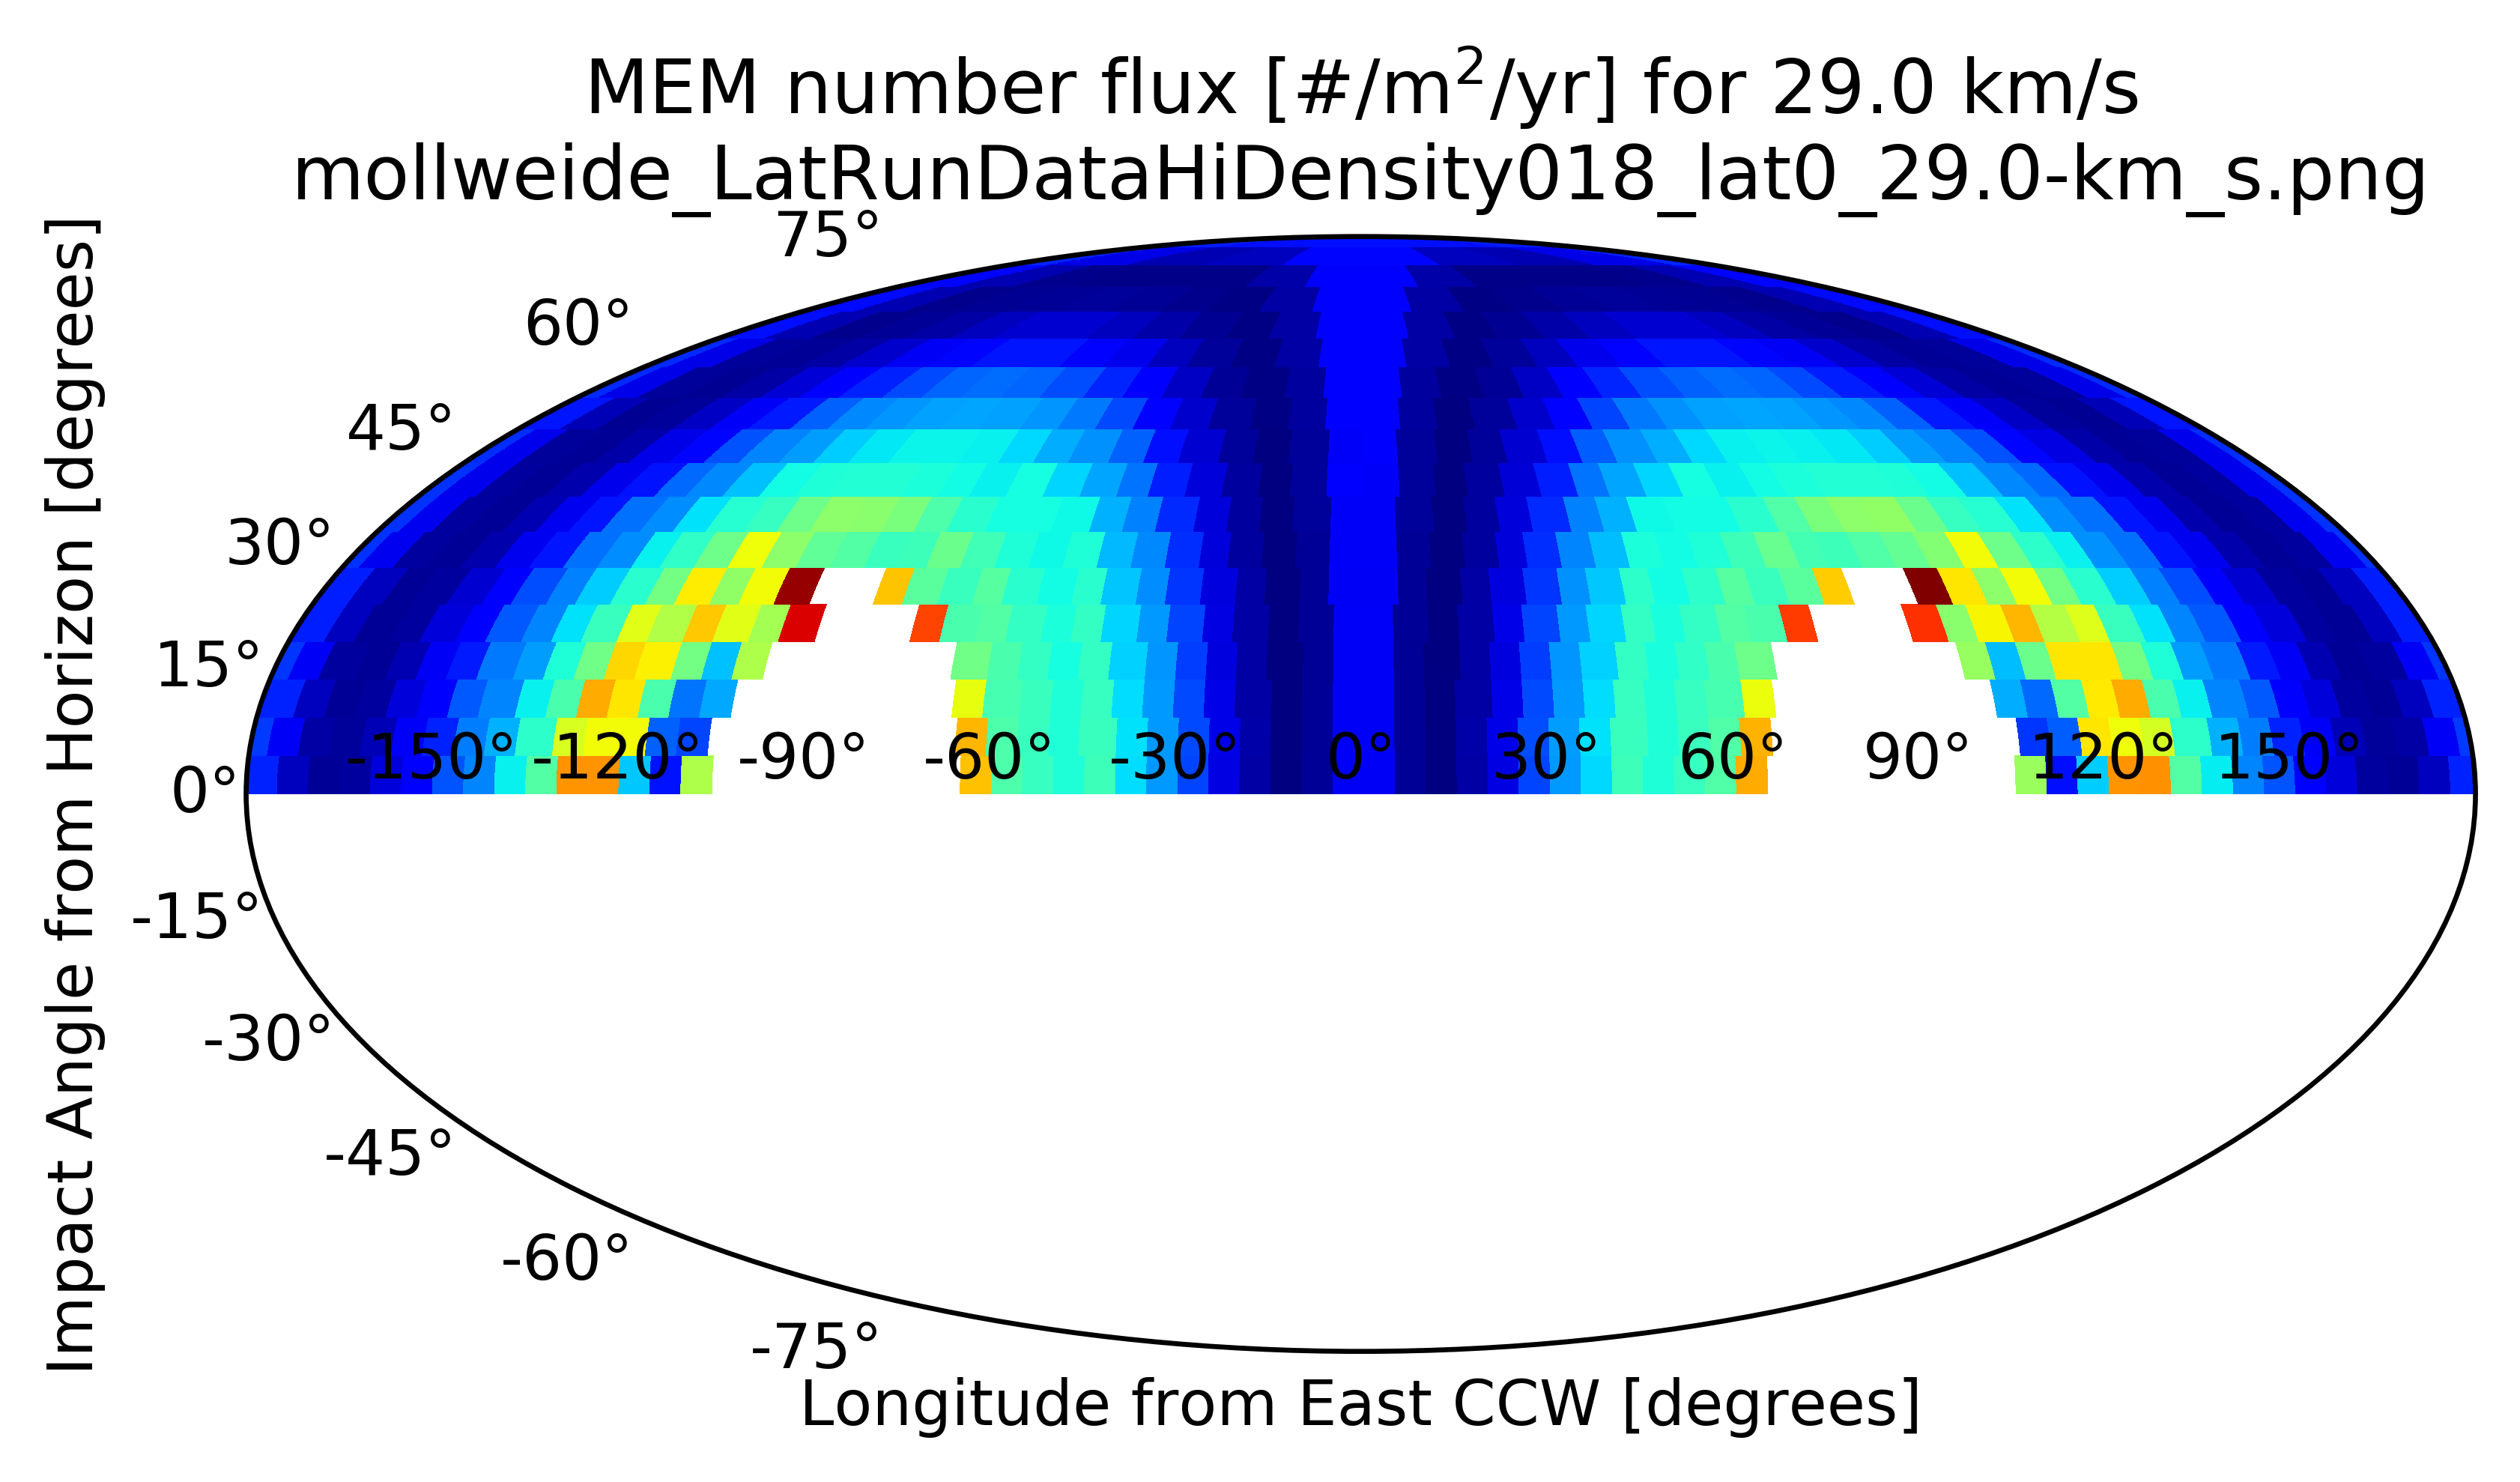 MEM number flux [#/m²/yr] for 29.0 km/s
mollweide_LatRunDataHiDensity018_lat0_29.0-km_s.png
75°
60°
45°
30°
15°
0°
-15°
-30°
-45°
-60°
-75°
-150° -120° -90° -60° -30° 0° 30° 60° 90° 120° 150°
Impact Angle from Horizon [degrees]
Longitude from East CCW [degrees]